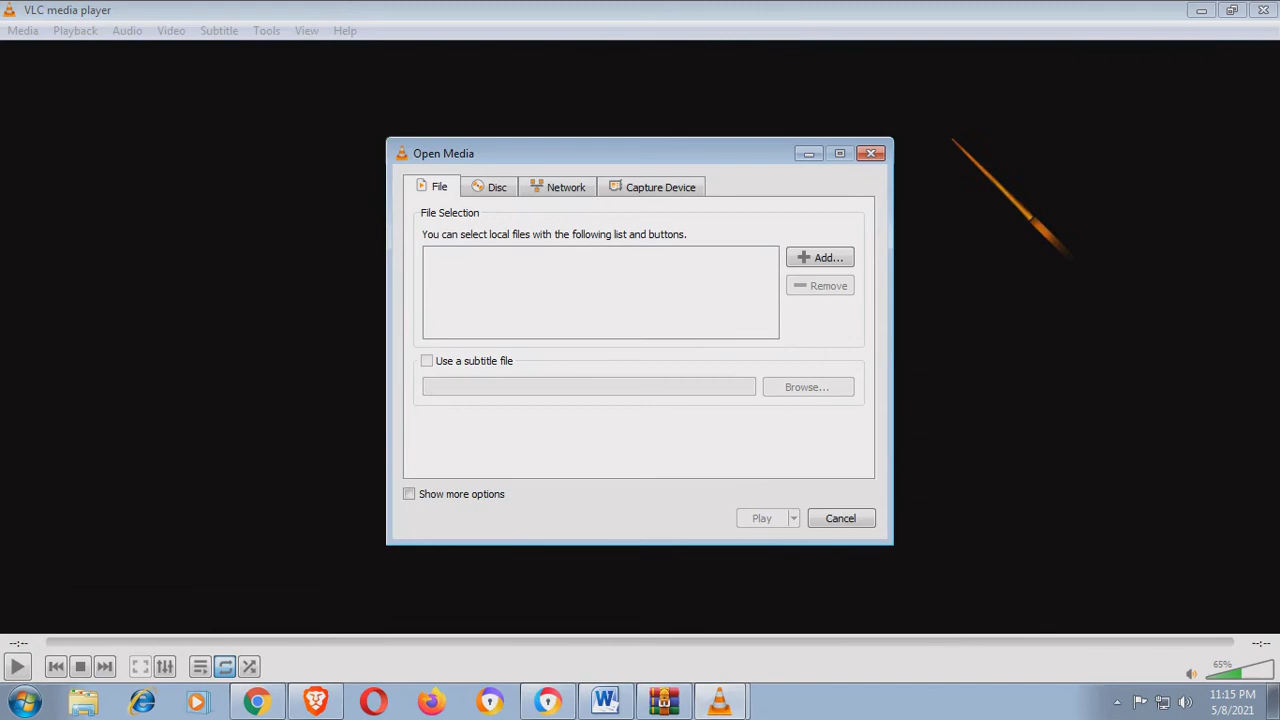 VLC media player
Media Playback Audio Video Subtitle Tools View Help
Open Media
File Disc Network Capture Device
File Selection
You can select local files with the following list and buttons.
Add...
Remove
Use a subtitle file
Browse...
Show more options
Play Cancel
--:-- --:--
65%
11:15 PM
5/8/2021